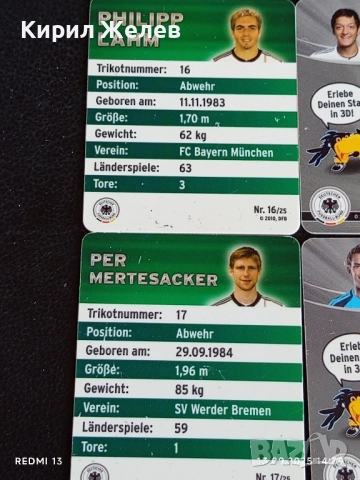 Кирил Желев
PHILIPP
LAHM
Trikotnummer: 16
Position: Abwehr
Geboren am: 11.11.1983
Größe: 1,70 m
Gewicht: 62 kg
Verein: FC Bayern München
Länderspiele: 63
Tore: 3
Nr. 16/25
© 2010, DFB
Erlebe
Deinen Sta
in 3D!
PER
MERTESACKER
Trikotnummer: 17
Position: Abwehr
Geboren am: 29.09.1984
Größe: 1,96 m
Gewicht: 85 kg
Verein: SV Werder Bremen
Länderspiele: 59
Tore: 1
Nr. 17/25
Erleb
Deinen
in 3D
REDMI 13